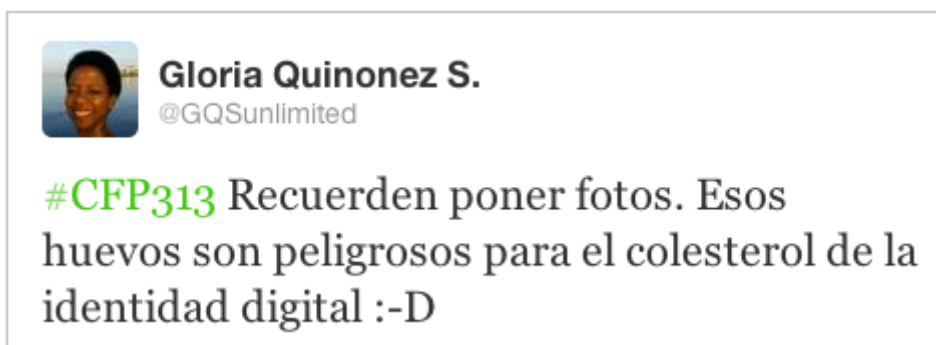 Gloria Quinonez S.
@GQSunlimited
#CFP313 Recuerden poner fotos. Esos
huevos son peligrosos para el colesterol de la
identidad digital :-D